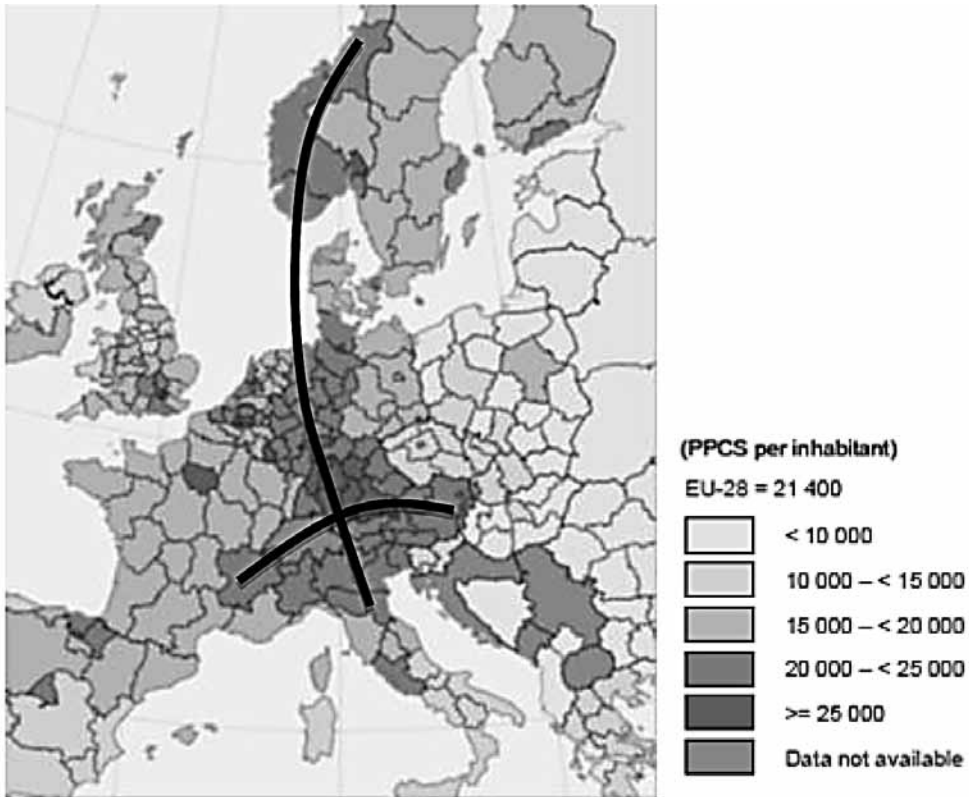 (PPCS per inhabitant)
EU-28 = 21 400
< 10 000
10 000 – < 15 000
15 000 – < 20 000
20 000 – < 25 000
>= 25 000
Data not available